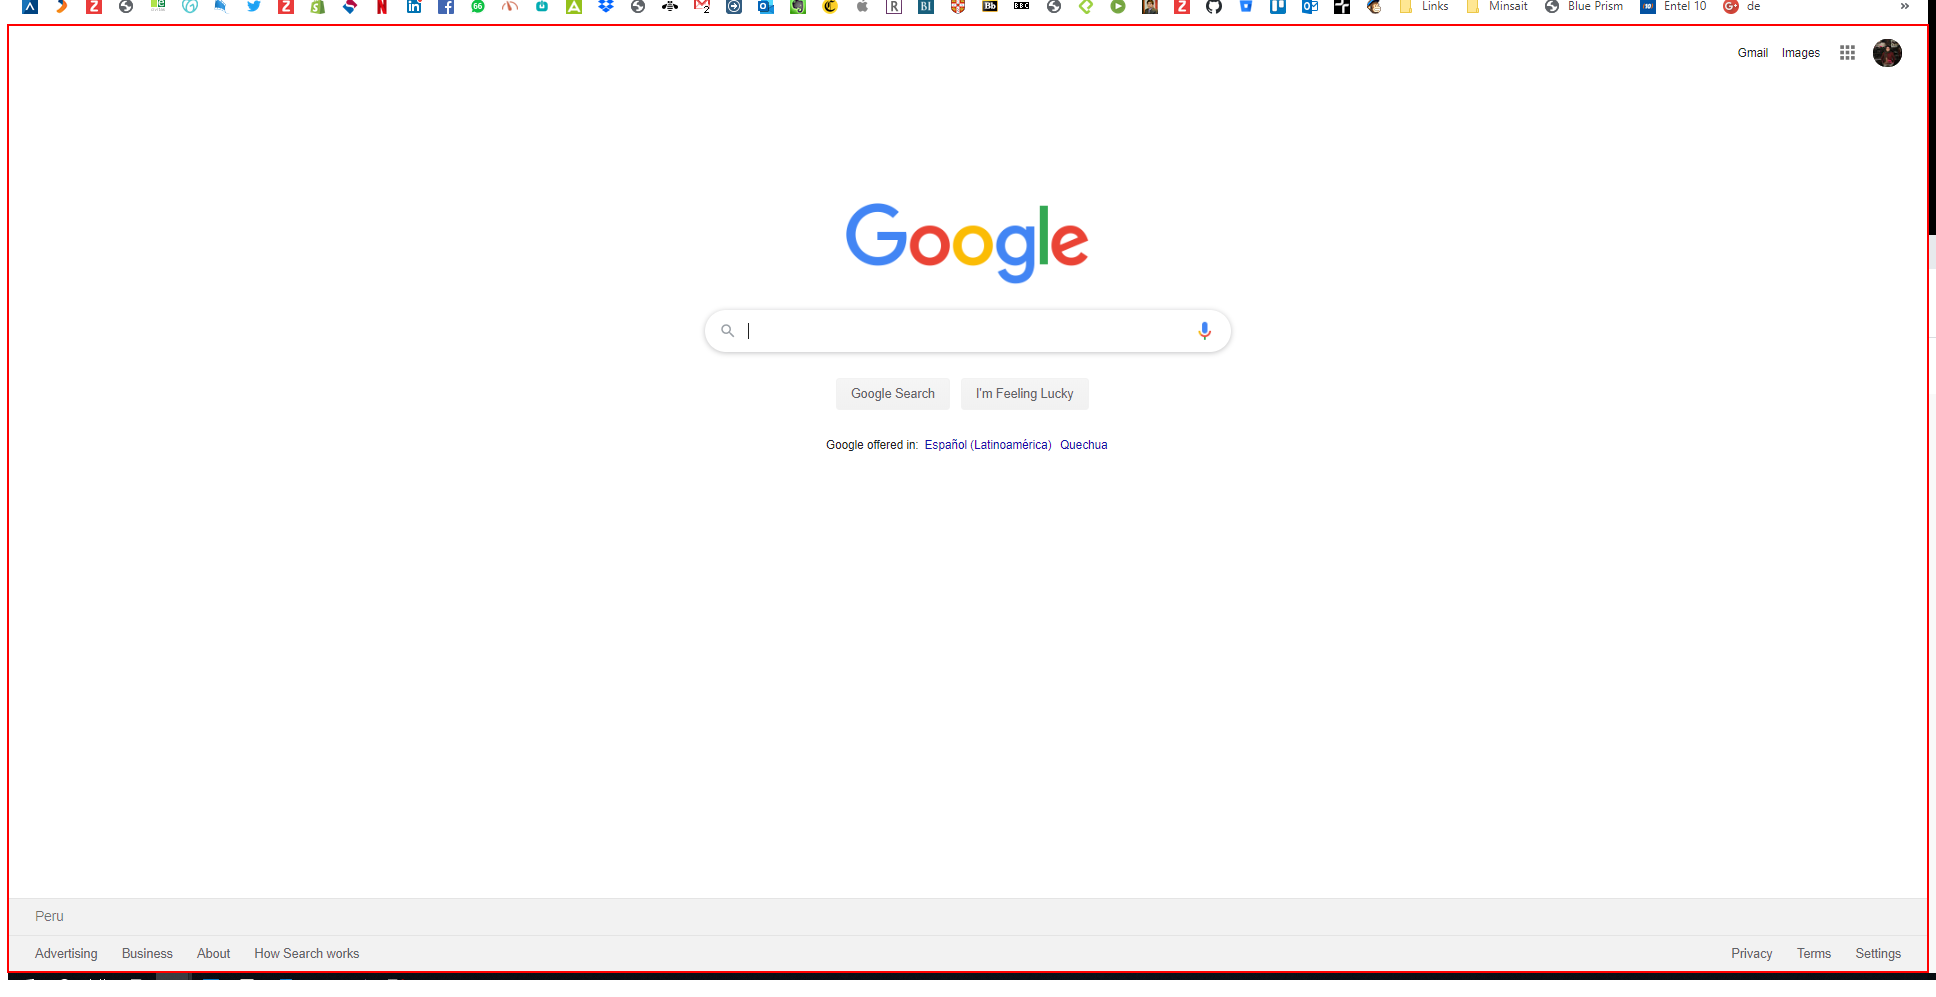 Links Minsait Blue Prism Entel 10 de
Gmail Images
Google
Google Search I'm Feeling Lucky
Google offered in: Español (Latinoamérica) Quechua
Peru
Advertising Business About How Search works Privacy Terms Settings